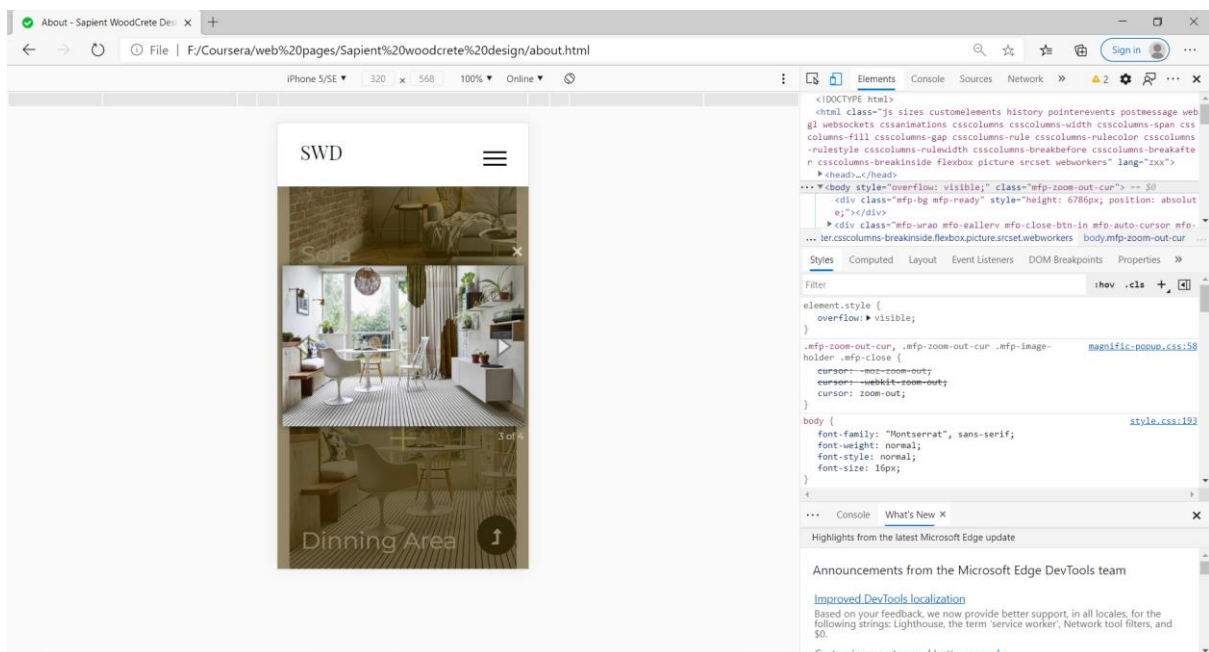 About - Sapient WoodCrete Des
File | F:/Coursera/web%20pages/Sapient%20woodcrete%20design/about.html
Sign in
iPhone 5/SE ▼ 320 x 568 100% ▼ Online ▼
Elements Console Sources Network » 2
<!DOCTYPE html>
<html class="js sizes customelements history pointerevents postmessage web
gl websockets cssanimations csscolumns csscolumns-width csscolumns-span css
columns-fill csscolumns-gap csscolumns-rule csscolumns-rulecolor csscolumns
-rulestyle csscolumns-rulewidth csscolumns-breakbefore csscolumns-breakafte
r csscolumns-breakinside flexbox picture srcset webworkers" lang="zxx">
▶<head>…</head>
··· ▼<body style="overflow: visible;" class="mfp-zoom-out-cur"> == $0
<div class="mfp-bg mfp-ready" style="height: 6786px; position: absolut
e;"></div>
▶<div class="mfp-wrap mfp-gallery mfp-close-btn-in mfp-auto-cursor mfp-
... ter.csscolumns-breakinside.flexbox.picture.srcset.webworkers body.mfp-zoom-out-cur ...
SWD
Sofa
3 of 4
Dinning Area
Styles Computed Layout Event Listeners DOM Breakpoints Properties »
Filter :hov .cls +
element.style {
overflow:▶ visible;
}
.mfp-zoom-out-cur, .mfp-zoom-out-cur .mfp-image- magnific-popup.css:58
holder .mfp-close {
cursor: -moz-zoom-out;
cursor: -webkit-zoom-out;
cursor: zoom-out;
}
body { style.css:193
font-family: "Montserrat", sans-serif;
font-weight: normal;
font-style: normal;
font-size: 16px;
}
··· Console What's New ×
Highlights from the latest Microsoft Edge update
Announcements from the Microsoft Edge DevTools team
Improved DevTools localization
Based on your feedback, we now provide better support, in all locales, for the
following strings: Lighthouse, the term 'service worker', Network tool filters, and
$0.